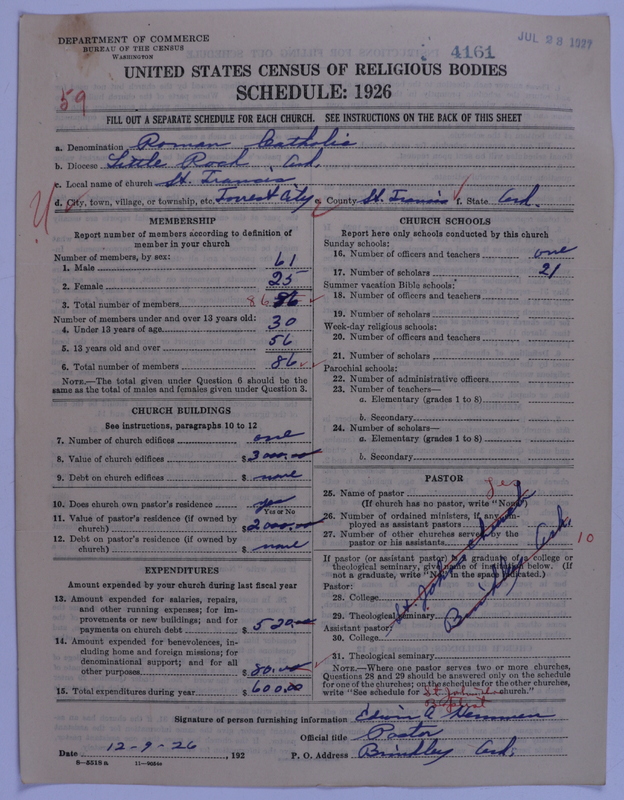 DEPARTMENT OF COMMERCE
BUREAU OF THE CENSUS
WASHINGTON
4161
JUL 23 1927
UNITED STATES CENSUS OF RELIGIOUS BODIES
SCHEDULE: 1926
59
FILL OUT A SEPARATE SCHEDULE FOR EACH CHURCH. SEE INSTRUCTIONS ON THE BACK OF THIS SHEET
a. Denomination Roman Catholic
b. Diocese Little Rock Ark.
c. Local name of church St. Francis
d. City, town, village, or township, etc. Forrest City e. County St. Francis f. State Ark.
MEMBERSHIP
Report number of members according to definition of member in your church
Number of members, by sex:
1. Male 61
2. Female 25
3. Total number of members 86 86
Number of members under and over 13 years old:
4. Under 13 years of age 30
5. 13 years old and over 56
6. Total number of members 86
NOTE.—The total given under Question 6 should be the same as the total of males and females given under Question 3.
CHURCH BUILDINGS
See instructions, paragraphs 10 to 12
7. Number of church edifices one
8. Value of church edifices $ 3000.00
9. Debt on church edifices $ none
10. Does church own pastor's residence yes
Yes or No
11. Value of pastor's residence (if owned by church) $ 2000.00
12. Debt on pastor's residence (if owned by church) $ none
EXPENDITURES
Amount expended by your church during last fiscal year
13. Amount expended for salaries, repairs, and other running expenses; for improvements or new buildings; and for payments on church debt $ 520.00
14. Amount expended for benevolences, including home and foreign missions; for denominational support; and for all other purposes $ 80.00
15. Total expenditures during year $ 600.00
CHURCH SCHOOLS
Report here only schools conducted by this church
Sunday schools:
16. Number of officers and teachers one
17. Number of scholars 21
Summer vacation Bible schools:
18. Number of officers and teachers
19. Number of scholars
Week-day religious schools:
20. Number of officers and teachers
21. Number of scholars
Parochial schools:
22. Number of administrative officers
23. Number of teachers—
a. Elementary (grades 1 to 8)
b. Secondary
24. Number of scholars—
a. Elementary (grades 1 to 8)
b. Secondary
PASTOR
25. Name of pastor yes
(If church has no pastor, write "None")
26. Number of ordained ministers, if any, employed as assistant pastors
27. Number of other churches served by the pastor or his assistants
10
If pastor (or assistant pastor) is a graduate of a college or theological seminary, give name of institution below. (If not a graduate, write "No" in the space indicated.)
Pastor:
28. College
29. Theological seminary
Assistant pastor:
30. College
31. Theological seminary
St. Johns church
Brinkley Ark.
NOTE.—Where one pastor serves two or more churches, Questions 28 and 29 should be answered only on the schedule for one of the churches; on the schedules for the other churches, write "See schedule for St. John the Baptist church."
Signature of person furnishing information Edwin A.
Official title Pastor
Date 12-9-26, 192 P. O. Address Brinkley Ark.
8—5518 a 11—9054